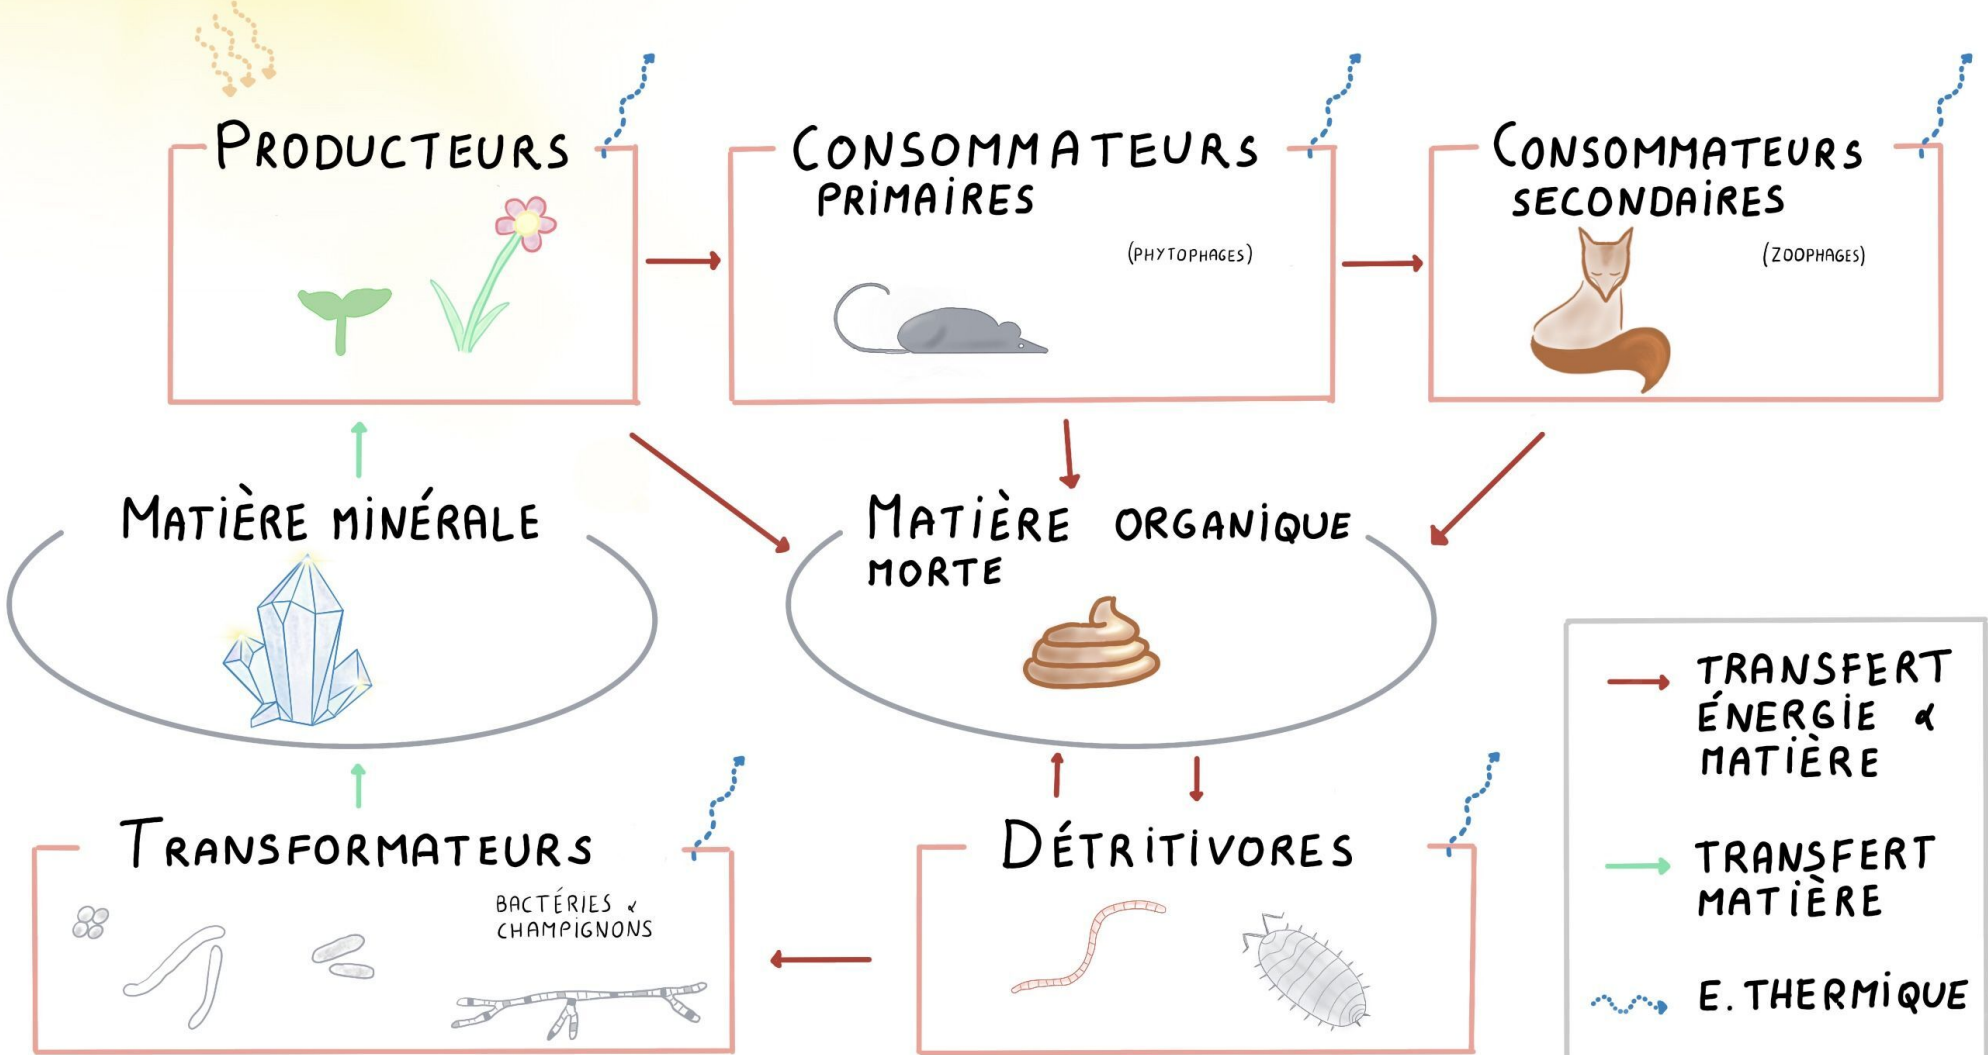 PRODUCTEURS
CONSOMMATEURS
PRIMAIRES
(PHYTOPHAGES)
CONSOMMATEURS
SECONDAIRES
(ZOOPHAGES)
MATIÈRE MINÉRALE
MATIÈRE ORGANIQUE
MORTE
TRANSFORMATEURS
BACTÉRIES &
CHAMPIGNONS
DÉTRITIVORES
TRANSFERT
ÉNERGIE &
MATIÈRE
TRANSFERT
MATIÈRE
E. THERMIQUE